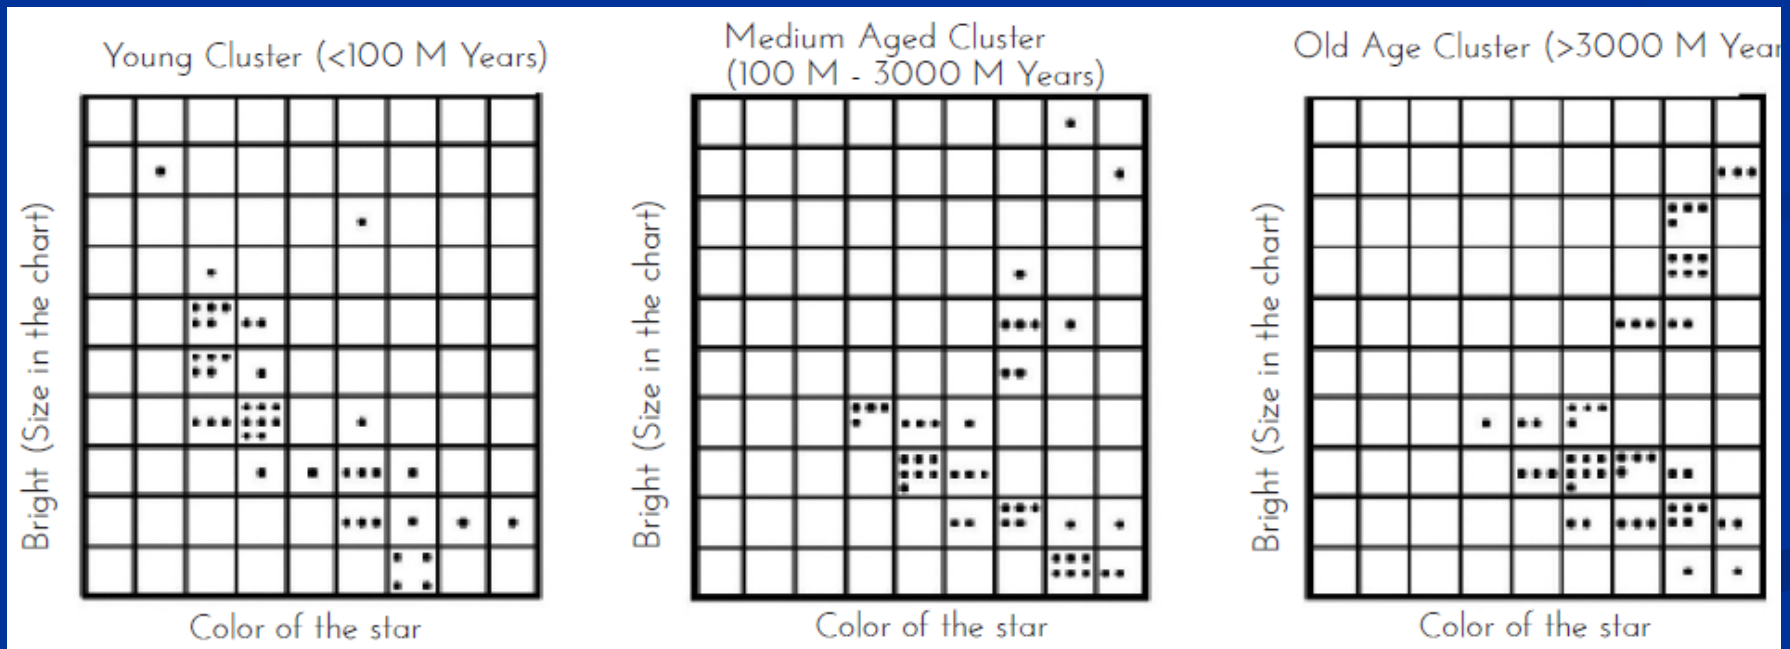 Young Cluster (<100 M Years)
Bright (Size in the chart)
Color of the star
Medium Aged Cluster
(100 M - 3000 M Years)
Bright (Size in the chart)
Color of the star
Old Age Cluster (>3000 M Year
Bright (Size in the chart)
Color of the star